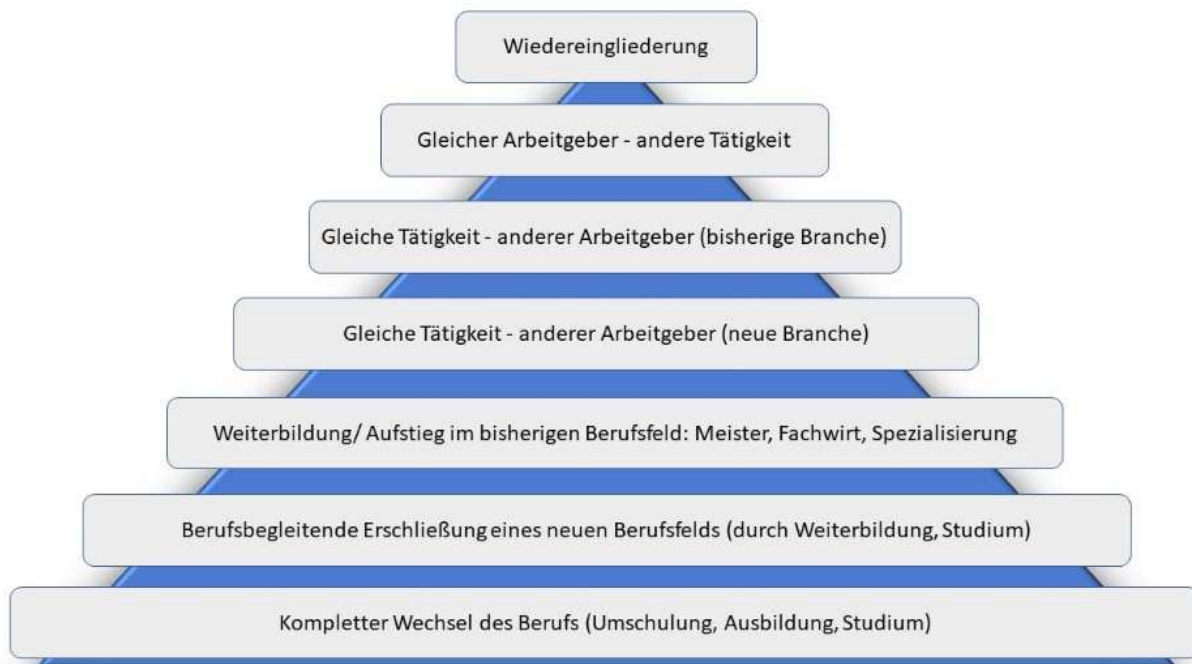 Wiedereingliederung
Gleicher Arbeitgeber - andere Tätigkeit
Gleiche Tätigkeit - anderer Arbeitgeber (bisherige Branche)
Gleiche Tätigkeit - anderer Arbeitgeber (neue Branche)
Weiterbildung/ Aufstieg im bisherigen Berufsfeld: Meister, Fachwirt, Spezialisierung
Berufsbegleitende Erschließung eines neuen Berufsfelds (durch Weiterbildung, Studium)
Kompletter Wechsel des Berufs (Umschulung, Ausbildung, Studium)